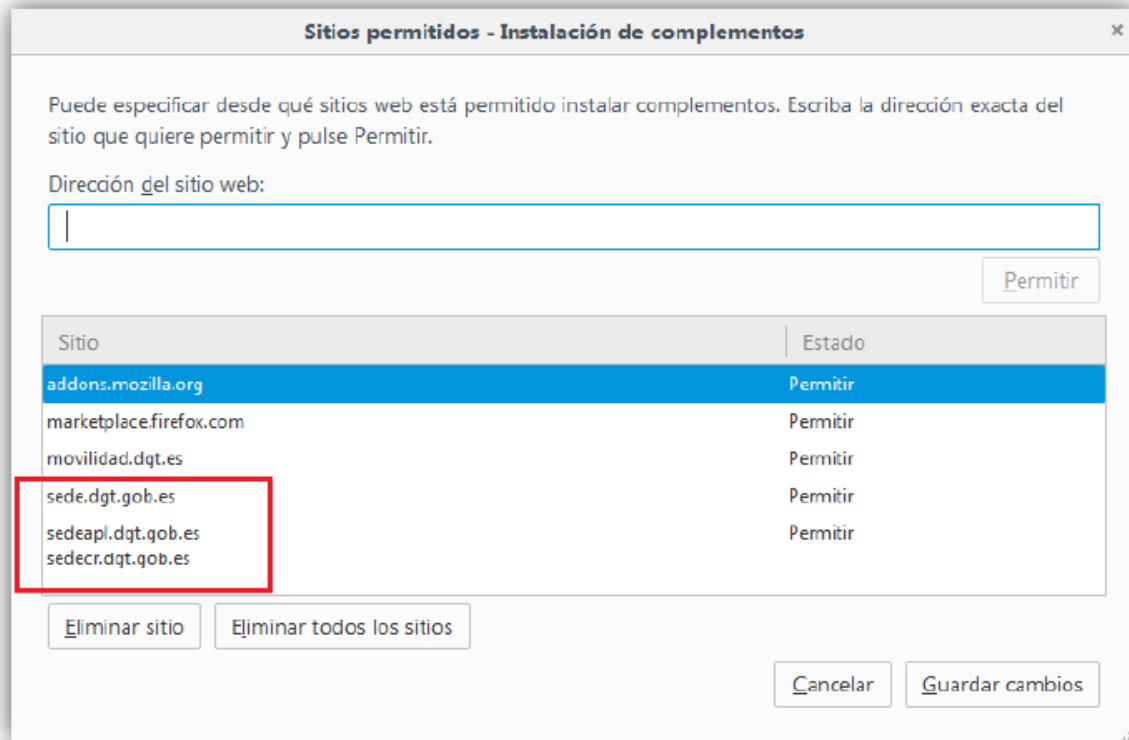 Sitios permitidos - Instalación de complementos
Puede especificar desde qué sitios web está permitido instalar complementos. Escriba la dirección exacta del
sitio que quiere permitir y pulse Permitir.
Dirección del sitio web:
Permitir
Sitio Estado
addons.mozilla.org Permitir
marketplace.firefox.com Permitir
movilidad.dgt.es Permitir
sede.dgt.gob.es Permitir
sedeapl.dgt.gob.es Permitir
sedecr.dgt.gob.es
Eliminar sitio Eliminar todos los sitios
Cancelar Guardar cambios